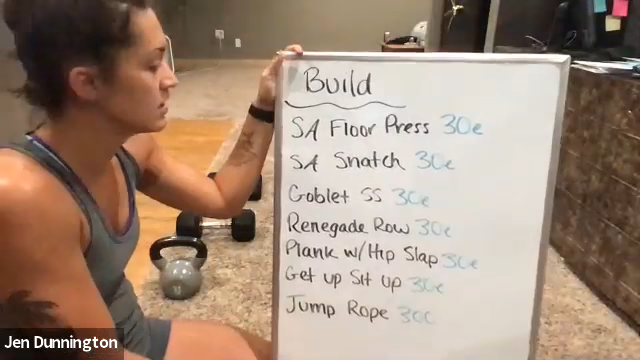 Build
SA Floor Press 30e
SA Snatch 30e
Goblet SS 30e
Renegade Row 30e
Plank w/Hip Slap 30e
Get up Sit up 30e
Jump Rope 30e
Jen Dunnington